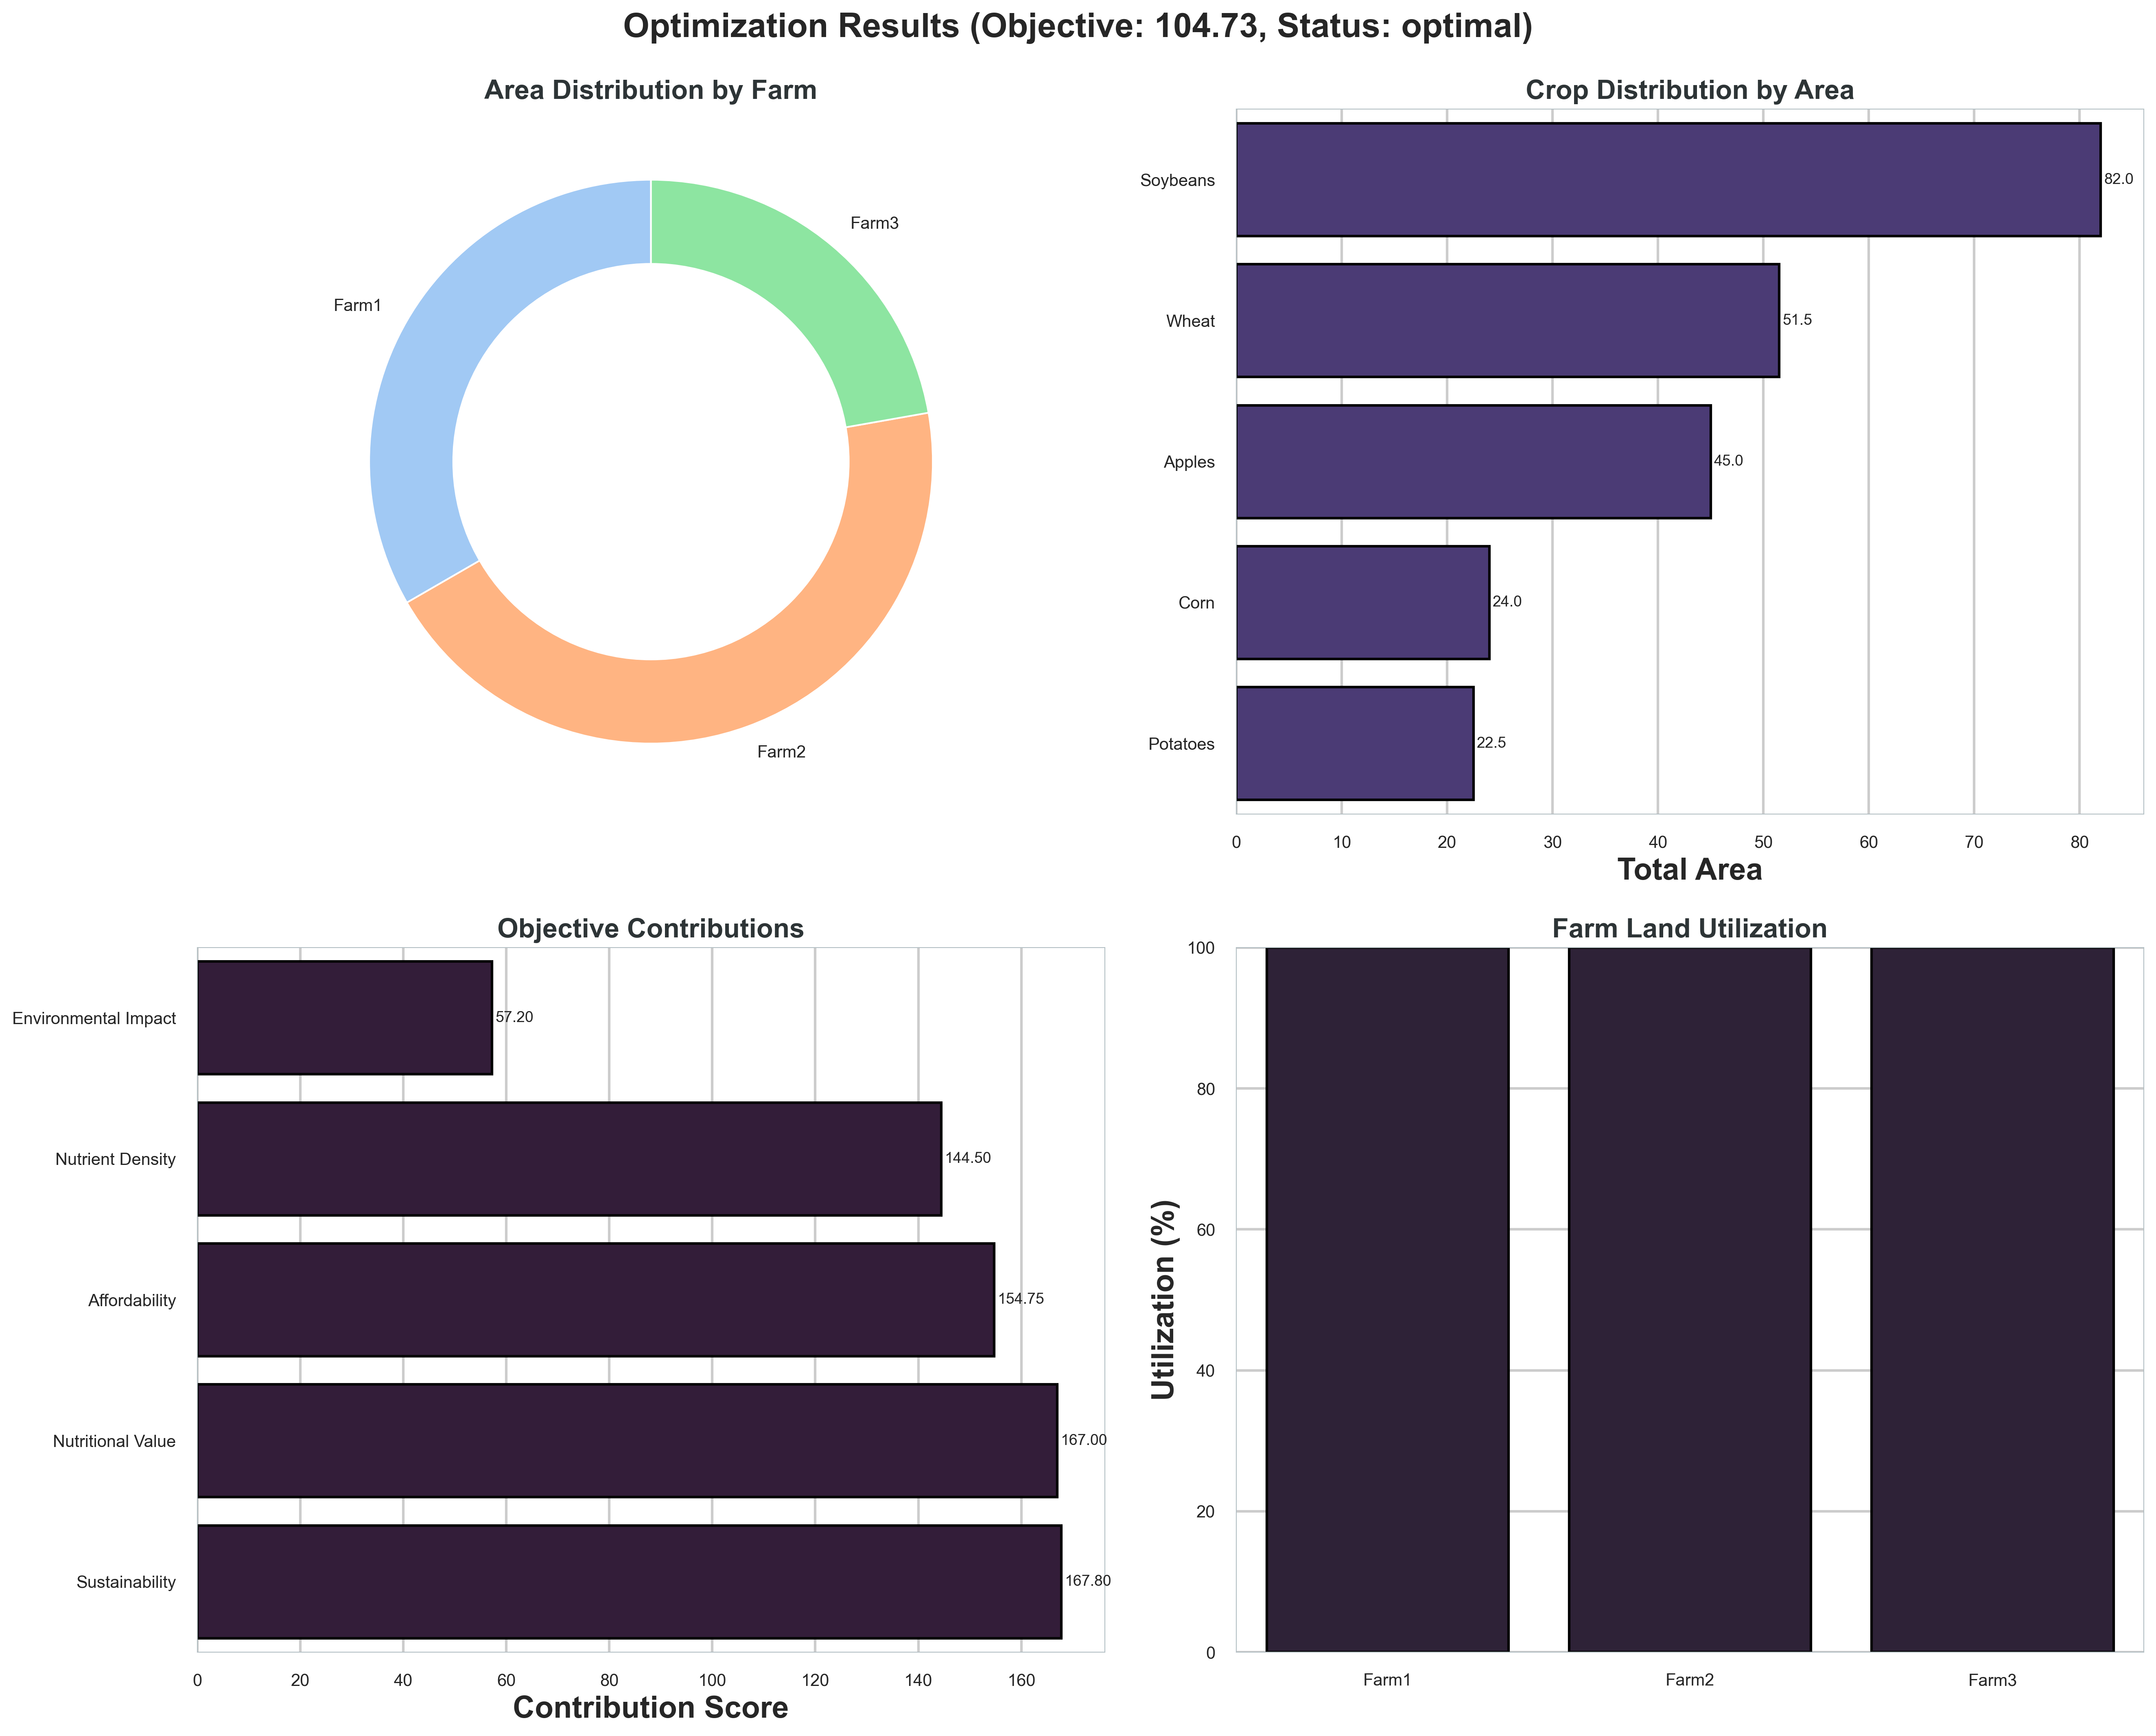 Optimization Results (Objective: 104.73, Status: optimal)
Area Distribution by Farm
Farm3
Farm1
Farm2
Crop Distribution by Area
Soybeans
82.0
Wheat
51.5
Apples
45.0
Corn
24.0
Potatoes
22.5
0 10 20 30 40 50 60 70 80
Total Area
Objective Contributions
Environmental Impact
57.20
Nutrient Density
144.50
Affordability
154.75
Nutritional Value
167.00
Sustainability
167.80
0 20 40 60 80 100 120 140 160
Contribution Score
Farm Land Utilization
100
80
60
40
20
0
Utilization (%)
Farm1 Farm2 Farm3